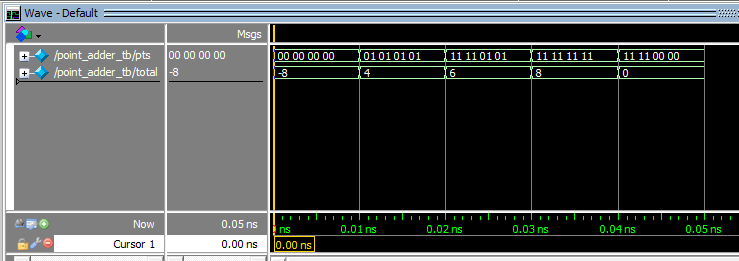 Wave - Default
Msgs
/point_adder_tb/pts 00 00 00 00 00 00 00 00 01 01 01 01 11 11 01 01 11 11 11 11 11 11 00 00
/point_adder_tb/total -8 -8 4 6 8 0
Now 0.05 ns ns 0.01 ns 0.02 ns 0.03 ns 0.04 ns 0.05 ns
Cursor 1 0.00 ns 0.00 ns